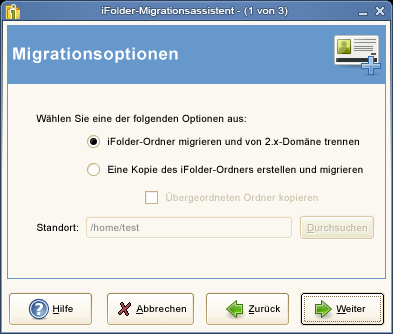 iFolder-Migrationsassistent - (1 von 3)
Migrationsoptionen
Wählen Sie eine der folgenden Optionen aus:
iFolder-Ordner migrieren und von 2.x-Domäne trennen
Eine Kopie des iFolder-Ordners erstellen und migrieren
Übergeordneten Ordner kopieren
Standort: /home/test Durchsuchen
Hilfe Abbrechen Zurück Weiter